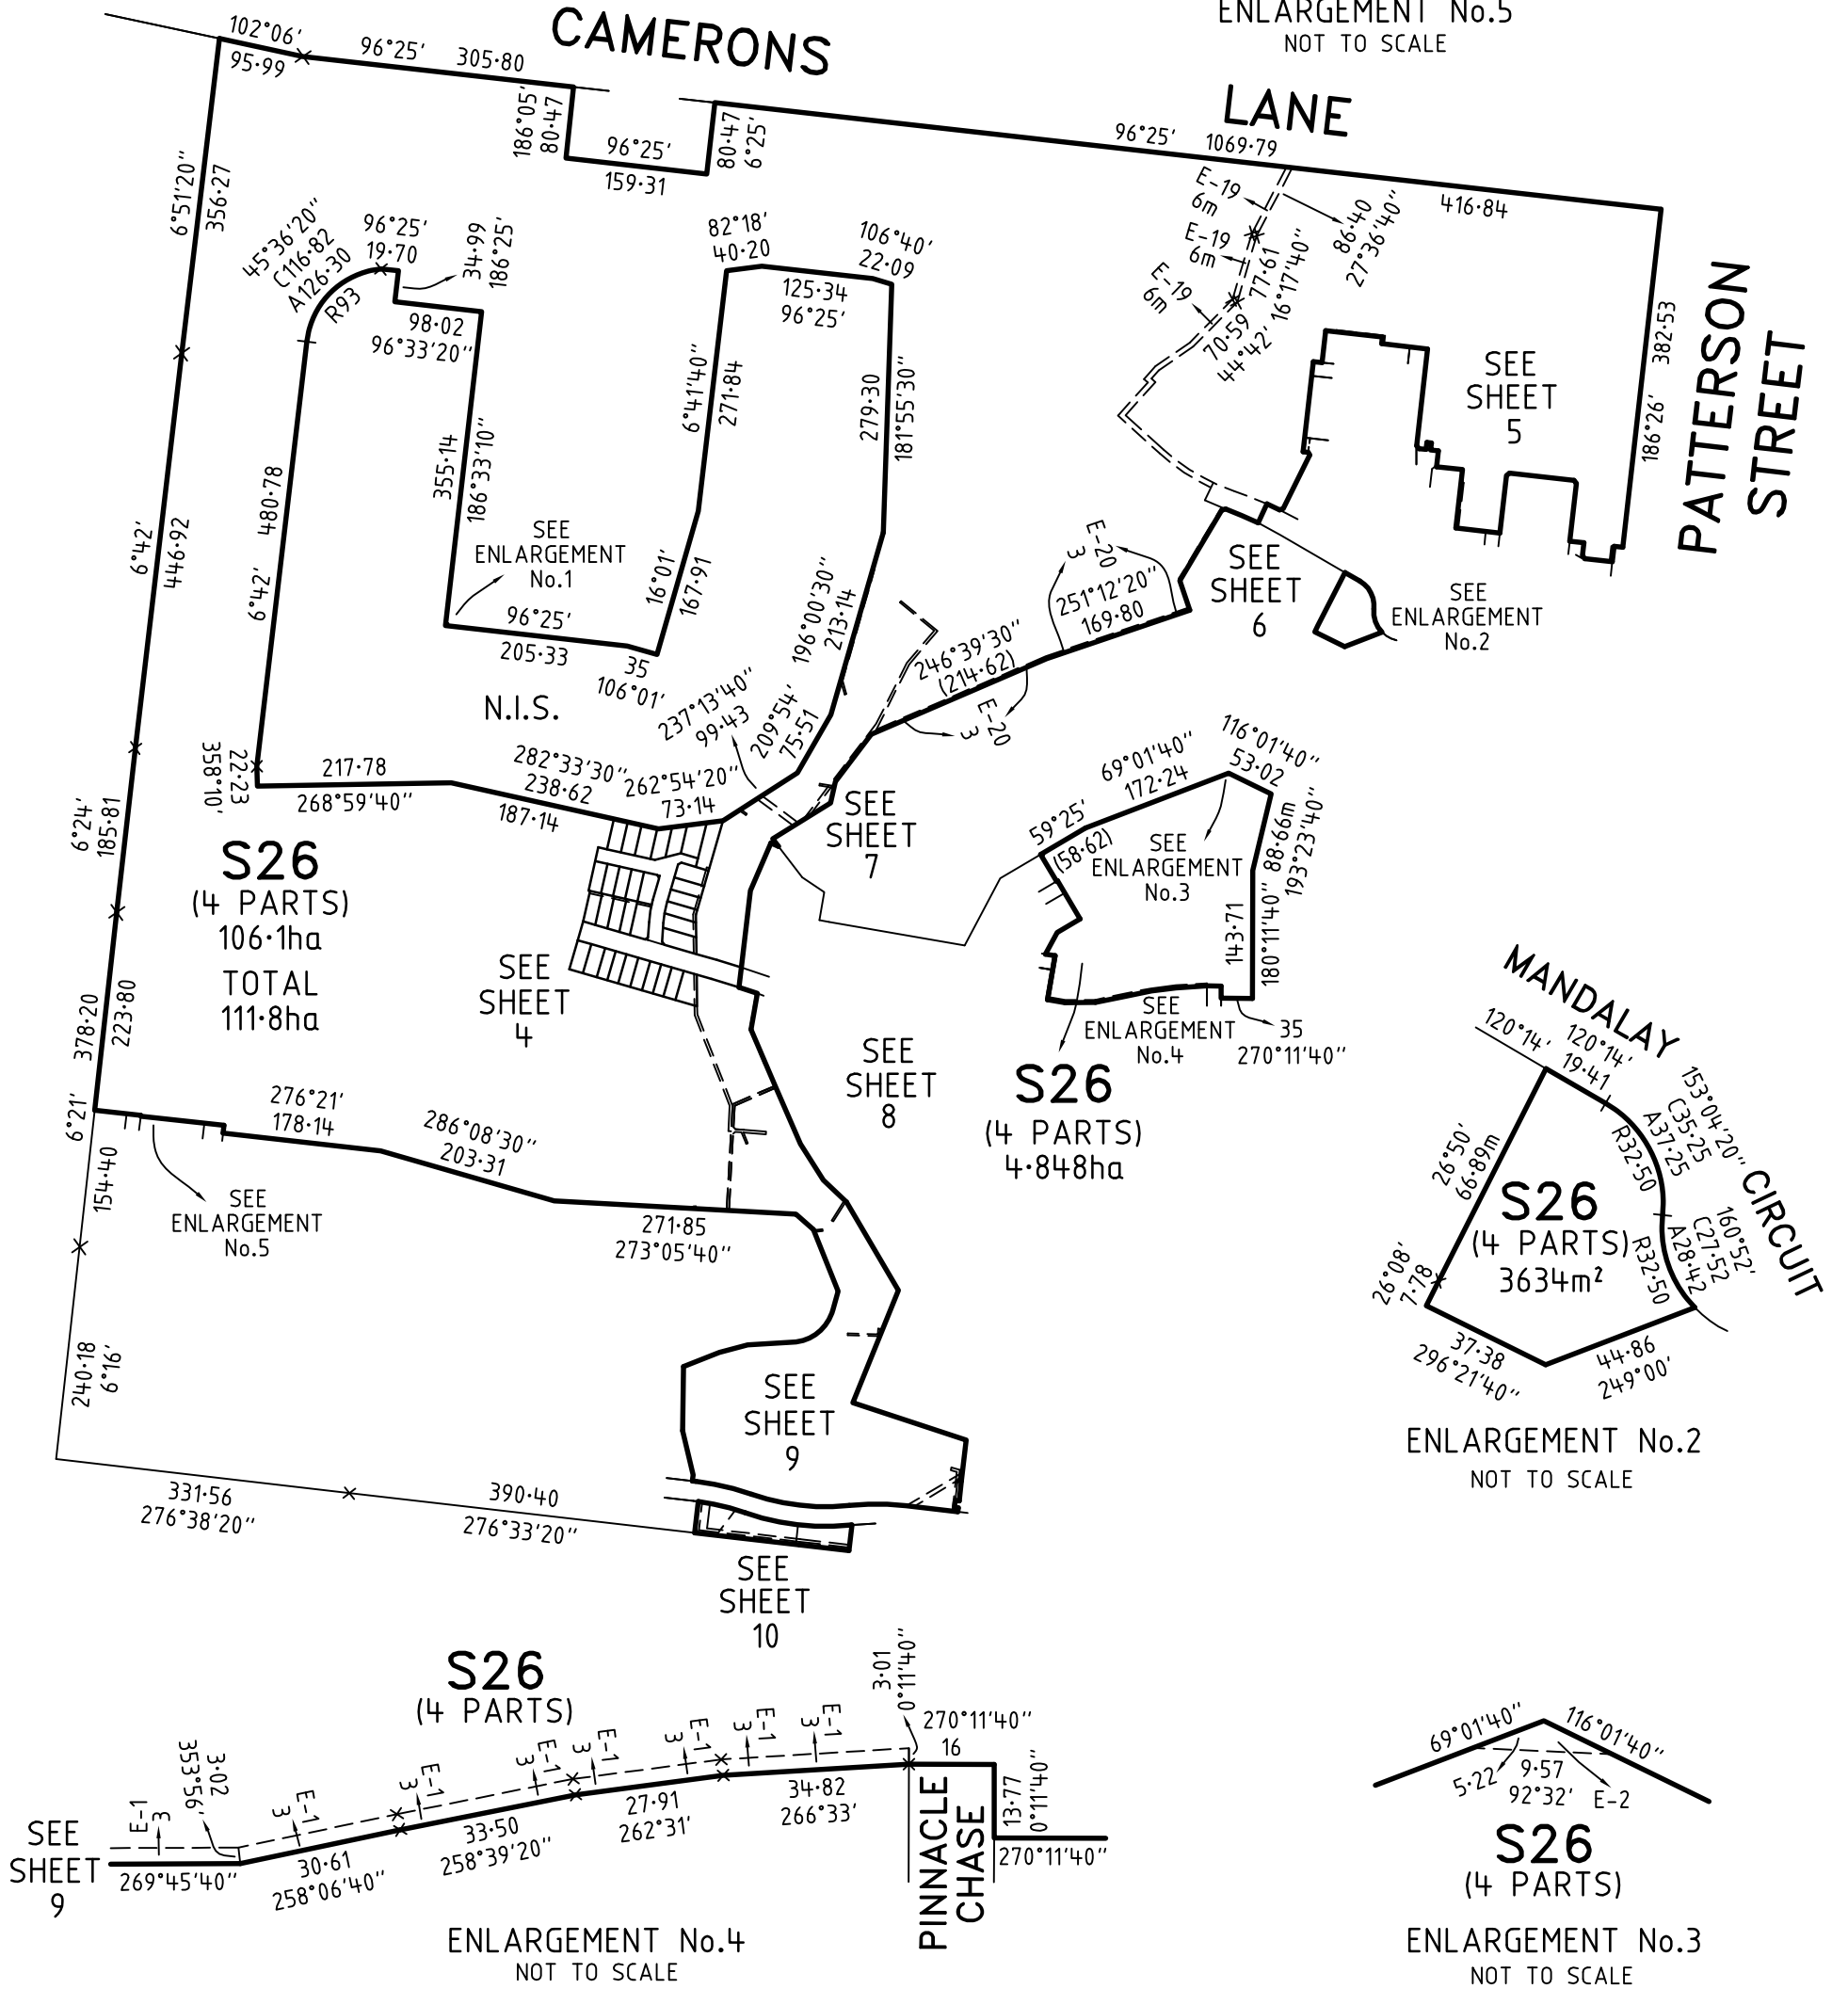 ENLARGEMENT No.5
NOT TO SCALE
CAMERONS
LANE
PATTERSON
STREET
102°06'
95·99
96°25' 305·80
186°05'
80·47
96°25'
159·31
80·47
6°25'
96°25' 1069·79
416·84
382·53
186°26'
E-19
6m
E-19
6m
E-19
6m
86·40
27°36'40"
77·61
16°17'40"
70·59
44°42'
6°51'20"
356·27
45°36'20"
C116·82
A126·30
R93
96°25'
19·70
34·99
186°25'
98·02
96°33'20"
82°18'
40·20
106°40'
22·09
125·34
96°25'
6°41'40"
271·84
279·30
181°55'30"
355·14
186°33'10"
480·78
6°42'
6°42'
446·92
SEE
ENLARGEMENT
No.1
96°25'
205·33
35
106°01'
16°01'
167·91
196°00'30"
213·14
N.I.S.
237°13'40"
99·43
209°54'
75·51
246°39'30"
(214·62)
251°12'20"
169·80
E-20
3
E-20
3
SEE
SHEET
5
SEE
SHEET
6
SEE
ENLARGEMENT
No.2
22·23
358°10'
217·78
268°59'40"
282°33'30"
238·62
187·14
262°54'20"
73·14
SEE
SHEET
7
6°24'
185·81
S26
(4 PARTS)
106·1ha
TOTAL
111·8ha
378·20
223·80
SEE
SHEET
4
SEE
SHEET
8
59°25'
(58·62)
69°01'40"
172·24
116°01'40"
53·02
88·66m
193°23'40"
SEE
ENLARGEMENT
No.3
143·71
180°11'40"
SEE
ENLARGEMENT
No.4
35
270°11'40"
S26
(4 PARTS)
4·848ha
6°21'
154·40
276°21'
178·14
286°08'30"
203·31
SEE
ENLARGEMENT
No.5
271·85
273°05'40"
240·18
6°16'
331·56
276°38'20"
390·40
276°33'20"
SEE
SHEET
9
SEE
SHEET
10
MANDALAY
CIRCUIT
120°14'
120°14'
19·41
153°04'20"
C35·25
A37·25
R32·50
160°52'
C27·52
A28·42
R32·50
26°50'
66·89m
26°08'
7·78
S26
(4 PARTS)
3634m²
37·38
296°21'40"
44·86
249°00'
ENLARGEMENT No.2
NOT TO SCALE
S26
(4 PARTS)
SEE
SHEET
9
E-1
3
269°45'40"
3·02
353°56'
E-1
3
30·61
258°06'40"
E-1
3
33·50
258°39'20"
E-1
3
E-1
3
27·91
262°31'
E-1
3
E-1
3
34·82
266°33'
E-1
3
3·01
0°11'40"
270°11'40"
16
13·77
0°11'40"
270°11'40"
PINNACLE
CHASE
ENLARGEMENT No.4
NOT TO SCALE
69°01'40"
116°01'40"
5·22
9·57
92°32'
E-2
S26
(4 PARTS)
ENLARGEMENT No.3
NOT TO SCALE